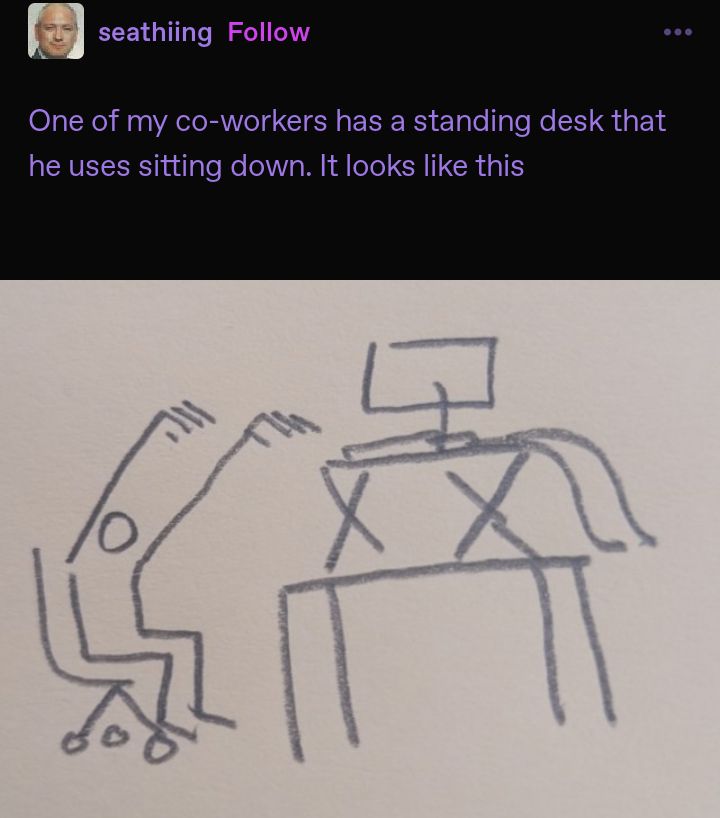 seathiing Follow
One of my co-workers has a standing desk that
he uses sitting down. It looks like this